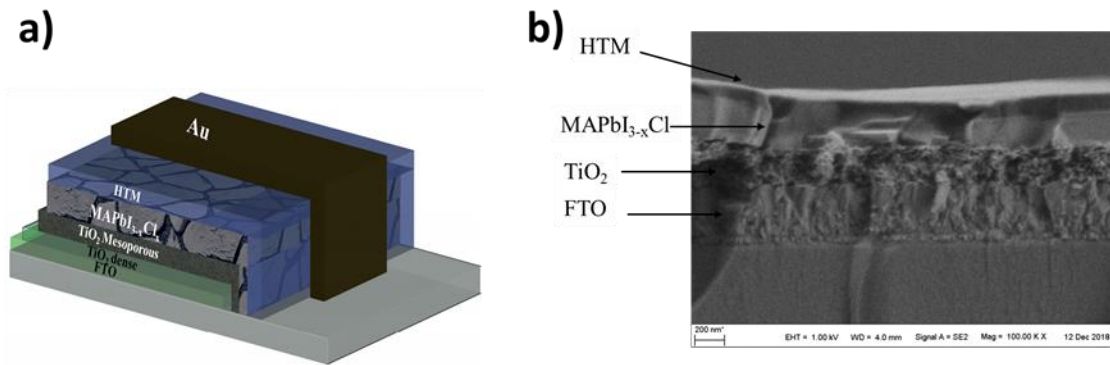 a)
Au
HTM
MAPbI₃₋ₓClₓ
TiO₂ Mesoporous
TiO₂ dense
FTO
b)
HTM
MAPbI₃₋ₓCl
TiO₂
FTO
200 nm*
EHT = 1.00 kV WD = 4.0 mm Signal A = SE2 Mag = 100.00 K X 12 Dec 2018